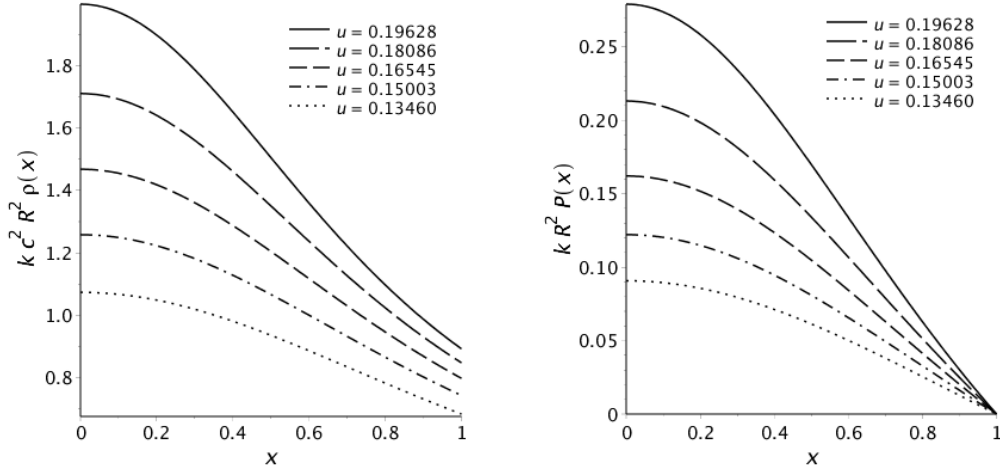 k c² R² ρ(x)
1.8
1.6
1.4
1.2
1.0
0.8
0
0.2
0.4
0.6
0.8
1
x
u = 0.19628
u = 0.18086
u = 0.16545
u = 0.15003
u = 0.13460
k R² P(x)
0.25
0.20
0.15
0.10
0.05
0
0
0.2
0.4
0.6
0.8
1
x
u = 0.19628
u = 0.18086
u = 0.16545
u = 0.15003
u = 0.13460